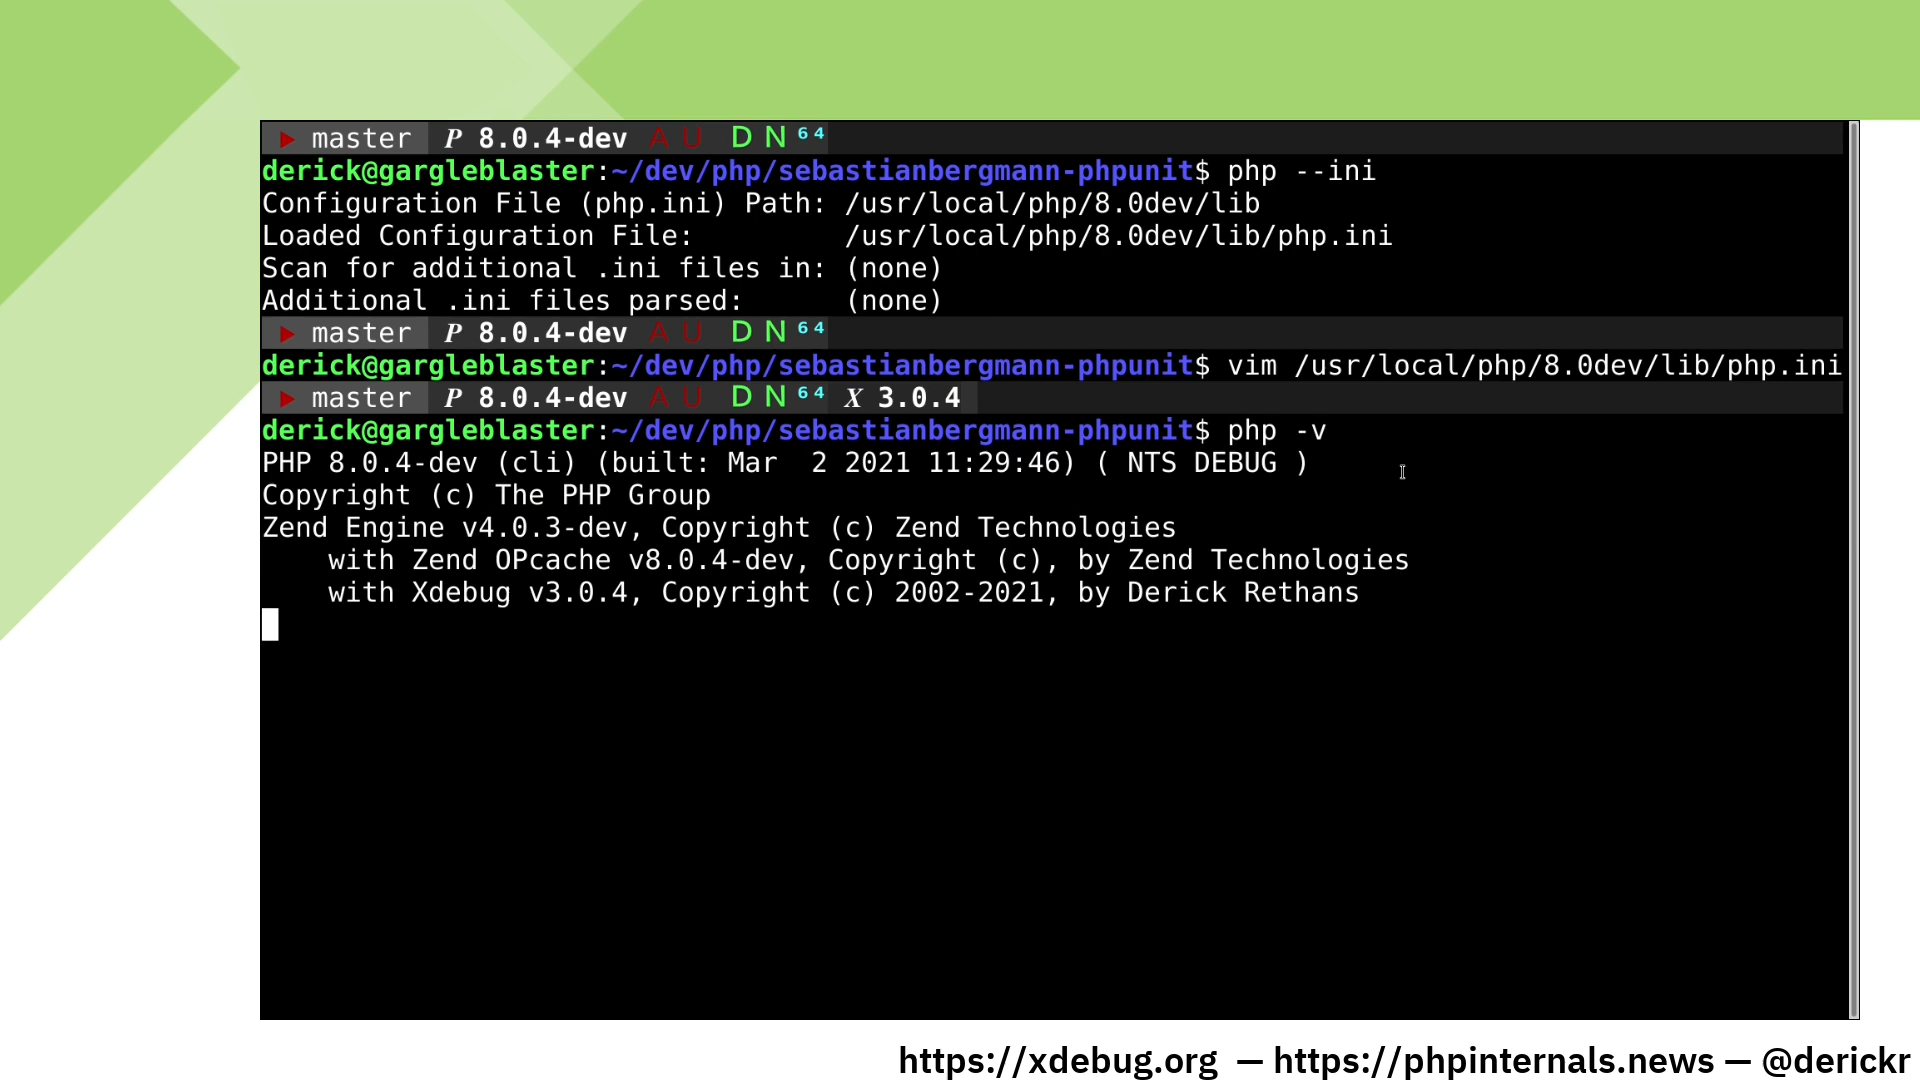 ▶ master P 8.0.4-dev A U D N 64
derick@gargleblaster:~/dev/php/sebastianbergmann-phpunit$ php --ini
Configuration File (php.ini) Path: /usr/local/php/8.0dev/lib
Loaded Configuration File:         /usr/local/php/8.0dev/lib/php.ini
Scan for additional .ini files in: (none)
Additional .ini files parsed:      (none)
▶ master P 8.0.4-dev A U D N 64
derick@gargleblaster:~/dev/php/sebastianbergmann-phpunit$ vim /usr/local/php/8.0dev/lib/php.ini
▶ master P 8.0.4-dev A U D N 64 X 3.0.4
derick@gargleblaster:~/dev/php/sebastianbergmann-phpunit$ php -v
PHP 8.0.4-dev (cli) (built: Mar  2 2021 11:29:46) ( NTS DEBUG )
Copyright (c) The PHP Group
Zend Engine v4.0.3-dev, Copyright (c) Zend Technologies
    with Zend OPcache v8.0.4-dev, Copyright (c), by Zend Technologies
    with Xdebug v3.0.4, Copyright (c) 2002-2021, by Derick Rethans
https://xdebug.org — https://phpinternals.news — @derickr